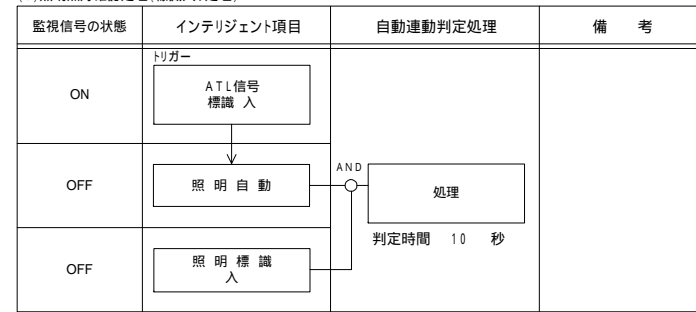 監視信号の状態 インテリジェント項目 自動連動判定処理 備 考
トリガー
ON
ATL信号
標識 入
OFF
照 明 自 動
AND
処理
判定時間 10 秒
OFF
照 明 標 識
入